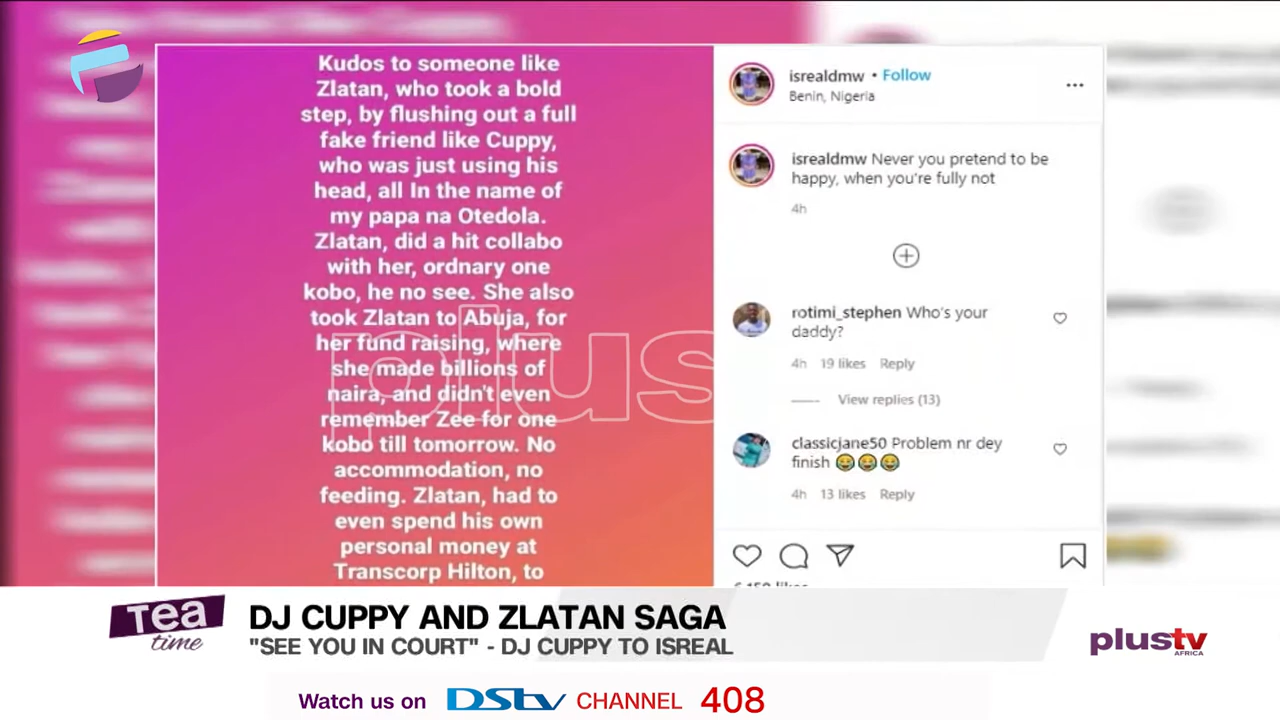 Kudos to someone like
Zlatan, who took a bold
step, by flushing out a full
fake friend like Cuppy,
who was just using his
head, all In the name of
my papa na Otedola.
Zlatan, did a hit collabo
with her, ordnary one
kobo, he no see. She also
took Zlatan to Abuja, for
her fund raising, where
she made billions of
naira, and didn't even
remember Zee for one
kobo till tomorrow. No
accommodation, no
feeding. Zlatan, had to
even spend his own
personal money at
Transcorp Hilton, to
plus
isrealdmw • Follow
Benin, Nigeria
isrealdmw Never you pretend to be
happy, when you're fully not
4h
rotimi_stephen Who's your
daddy?
4h 19 likes Reply
View replies (13)
classicjane50 Problem nr dey
finish 😂😂😂
4h 13 likes Reply
Tea
time
DJ CUPPY AND ZLATAN SAGA
"SEE YOU IN COURT" - DJ CUPPY TO ISREAL
plustv
AFRICA
Watch us on DStv CHANNEL 408